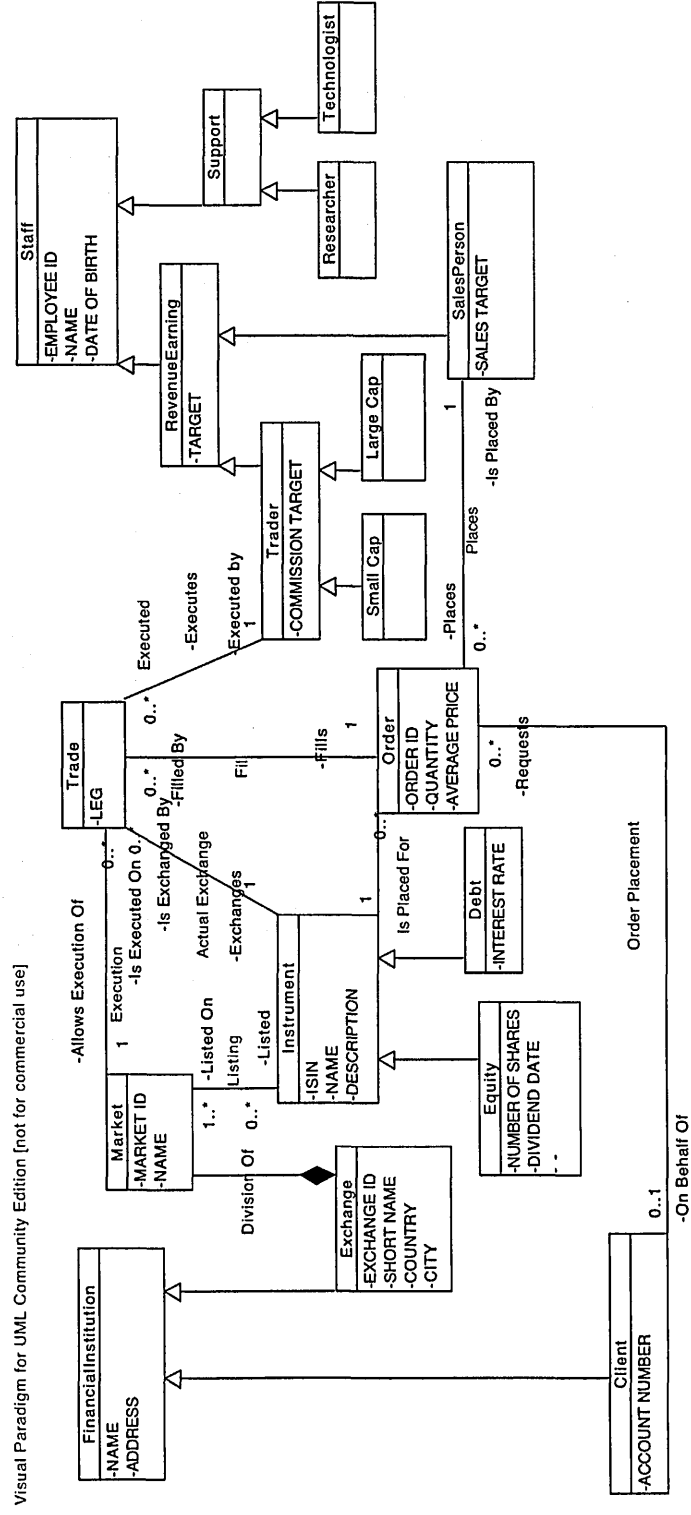 Visual Paradigm for UML Community Edition [not for commercial use]
FinancialInstitution
-NAME
-ADDRESS
Market
-MARKET ID
-NAME
-Allows Execution Of
1
Execution
0..*
-Is Executed On
Trade
-LEG
Staff
-EMPLOYEE ID
-NAME
-DATE OF BIRTH
0..*
-Is Exchanged By
Actual Exchange
-Exchanges
1
0..*
-Filled By
Fil
-Fills
1
0..*
Executed
-Executes
-Executed by
1
RevenueEarning
-TARGET
Support
Researcher
Technologist
Trader
-COMMISSION TARGET
Small Cap
Large Cap
1..*
-Listed On
Listing
0..*
-Listed
Division Of
Exchange
-EXCHANGE ID
-SHORT NAME
-COUNTRY
-CITY
Instrument
-ISIN
-NAME
-DESCRIPTION
1
Is Placed For
0..*
Order
-ORDER ID
-QUANTITY
-AVERAGE PRICE
-Places
0..*
Places
1
-Is Placed By
SalesPerson
-SALES TARGET
Equity
-NUMBER OF SHARES
-DIVIDEND DATE
- -
Debt
-INTEREST RATE
0..*
-Requests
Order Placement
0..1
-On Behalf Of
Client
-ACCOUNT NUMBER